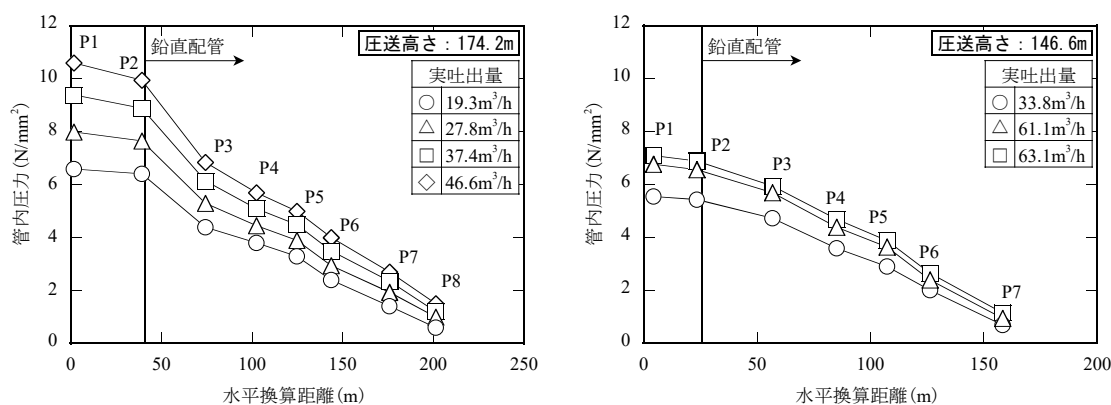 圧送高さ：174.2m
鉛直配管
実吐出量
19.3m³/h
27.8m³/h
37.4m³/h
46.6m³/h
P1
P2
P3
P4
P5
P6
P7
P8
管内圧力(N/mm²)
12
10
8
6
4
2
0
0
50
100
150
200
250
水平換算距離(m)
圧送高さ：146.6m
鉛直配管
実吐出量
33.8m³/h
61.1m³/h
63.1m³/h
P1
P2
P3
P4
P5
P6
P7
管内圧力(N/mm²)
12
10
8
6
4
2
0
0
50
100
150
200
水平換算距離(m)